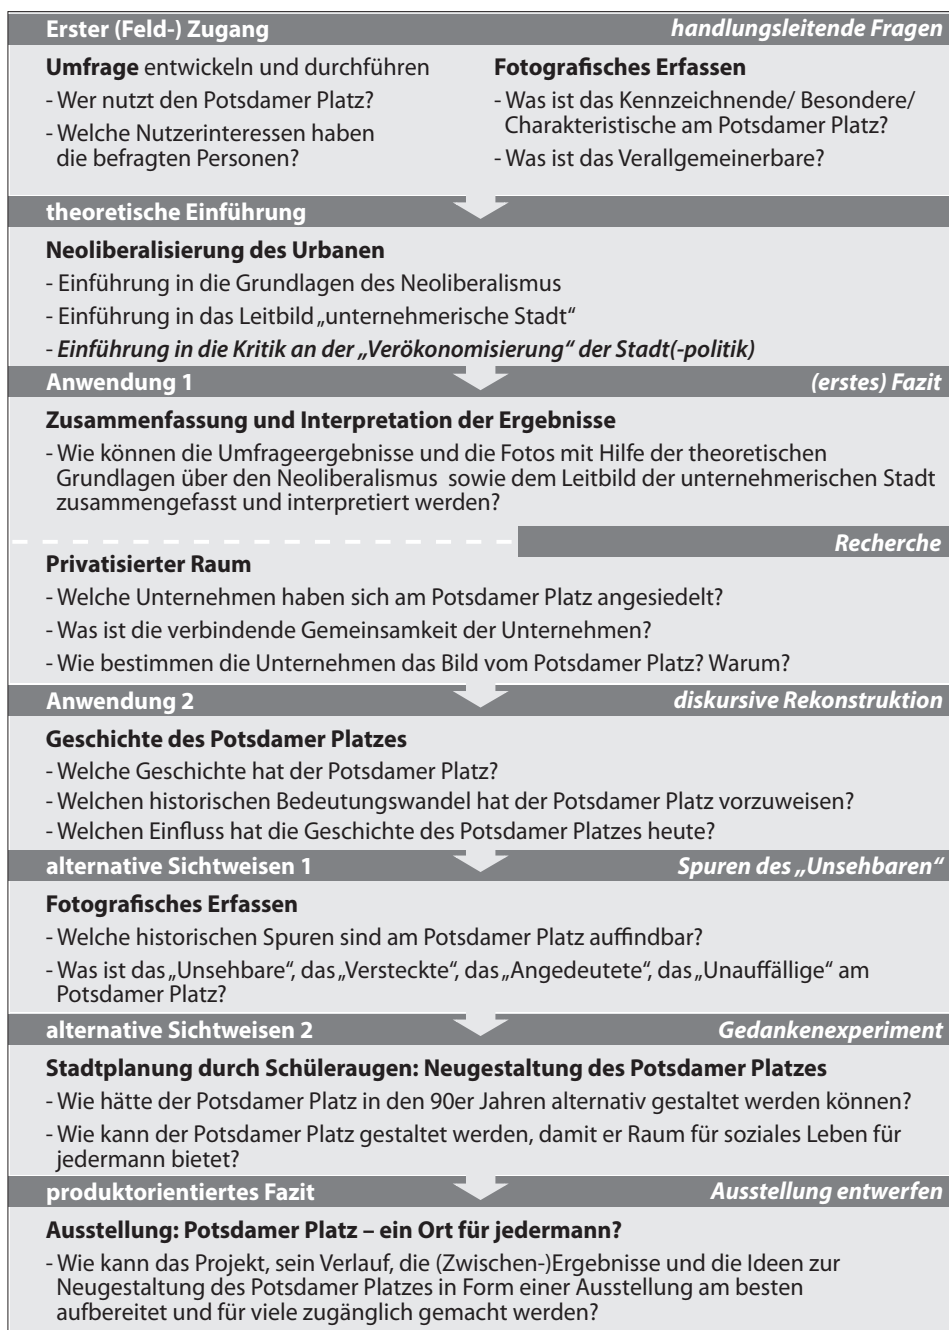 Erster (Feld-) Zugang
handlungsleitende Fragen
Umfrage entwickeln und durchführen
- Wer nutzt den Potsdamer Platz?
- Welche Nutzerinteressen haben
die befragten Personen?
Fotografisches Erfassen
- Was ist das Kennzeichnende/ Besondere/
Charakteristische am Potsdamer Platz?
- Was ist das Verallgemeinerbare?
theoretische Einführung
Neoliberalisierung des Urbanen
- Einführung in die Grundlagen des Neoliberalismus
- Einführung in das Leitbild „unternehmerische Stadt“
- Einführung in die Kritik an der „Verökonomisierung“ der Stadt(-politik)
Anwendung 1
(erstes) Fazit
Zusammenfassung und Interpretation der Ergebnisse
- Wie können die Umfrageergebnisse und die Fotos mit Hilfe der theoretischen
Grundlagen über den Neoliberalismus sowie dem Leitbild der unternehmerischen Stadt
zusammengefasst und interpretiert werden?
Recherche
Privatisierter Raum
- Welche Unternehmen haben sich am Potsdamer Platz angesiedelt?
- Was ist die verbindende Gemeinsamkeit der Unternehmen?
- Wie bestimmen die Unternehmen das Bild vom Potsdamer Platz? Warum?
Anwendung 2
diskursive Rekonstruktion
Geschichte des Potsdamer Platzes
- Welche Geschichte hat der Potsdamer Platz?
- Welchen historischen Bedeutungswandel hat der Potsdamer Platz vorzuweisen?
- Welchen Einfluss hat die Geschichte des Potsdamer Platzes heute?
alternative Sichtweisen 1
Spuren des „Unsehbaren“
Fotografisches Erfassen
- Welche historischen Spuren sind am Potsdamer Platz auffindbar?
- Was ist das „Unsehbare“, das „Versteckte“, das „Angedeutete“, das „Unauffällige“ am
Potsdamer Platz?
alternative Sichtweisen 2
Gedankenexperiment
Stadtplanung durch Schüleraugen: Neugestaltung des Potsdamer Platzes
- Wie hätte der Potsdamer Platz in den 90er Jahren alternativ gestaltet werden können?
- Wie kann der Potsdamer Platz gestaltet werden, damit er Raum für soziales Leben für
jedermann bietet?
produktorientiertes Fazit
Ausstellung entwerfen
Ausstellung: Potsdamer Platz – ein Ort für jedermann?
- Wie kann das Projekt, sein Verlauf, die (Zwischen-)Ergebnisse und die Ideen zur
Neugestaltung des Potsdamer Platzes in Form einer Ausstellung am besten
aufbereitet und für viele zugänglich gemacht werden?